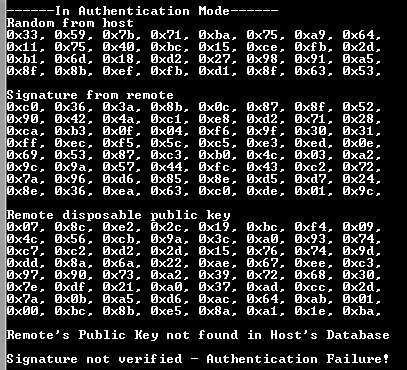 ------In Authentication Mode------
Random from host
0x33, 0x59, 0x7b, 0x71, 0xba, 0x75, 0xa9, 0x64,
0x11, 0x75, 0x40, 0xbc, 0x15, 0xce, 0xfb, 0x2d,
0xb1, 0x6d, 0x18, 0xd2, 0x27, 0x98, 0x91, 0xa5,
0x8f, 0x8b, 0xef, 0xfb, 0xd1, 0x8f, 0x63, 0x53,
Signature from remote
0xc0, 0x36, 0x3a, 0x8b, 0x0c, 0x87, 0x8f, 0x52,
0x90, 0x42, 0x4a, 0xc1, 0xe8, 0xd2, 0x71, 0x28,
0xca, 0xb3, 0x0f, 0x04, 0xf6, 0x9f, 0x30, 0x31,
0xff, 0xec, 0xf5, 0x5c, 0xc5, 0xe3, 0xed, 0x0e,
0x69, 0x53, 0x87, 0xc3, 0xb0, 0x4c, 0x03, 0xa2,
0x9c, 0x9a, 0x57, 0x44, 0xfc, 0x43, 0xc2, 0x72,
0x7a, 0x96, 0xd6, 0x85, 0x8e, 0xd5, 0xd7, 0x24,
0x8e, 0x36, 0xea, 0x63, 0xc0, 0xde, 0x01, 0x9c,
Remote disposable public key
0x07, 0x8c, 0xe2, 0x2c, 0x19, 0xbc, 0xf4, 0x09,
0x4c, 0x56, 0xcb, 0x9a, 0x3c, 0xa0, 0x93, 0x74,
0xc7, 0xc2, 0xd2, 0x2d, 0x15, 0x76, 0x74, 0x9d,
0xdd, 0x8a, 0x6a, 0x22, 0xae, 0x67, 0xee, 0xc3,
0x97, 0x90, 0x73, 0xa2, 0x39, 0x72, 0x68, 0x30,
0x7e, 0xdf, 0x21, 0xa0, 0x37, 0xad, 0xcc, 0x2d,
0x7a, 0x0b, 0xa5, 0xd6, 0xac, 0x64, 0xab, 0x01,
0x00, 0xbc, 0x8b, 0xe5, 0x8a, 0xa1, 0x1e, 0xba,
Remote's Public Key not found in Host's Database
Signature not verified - Authentication Failure!